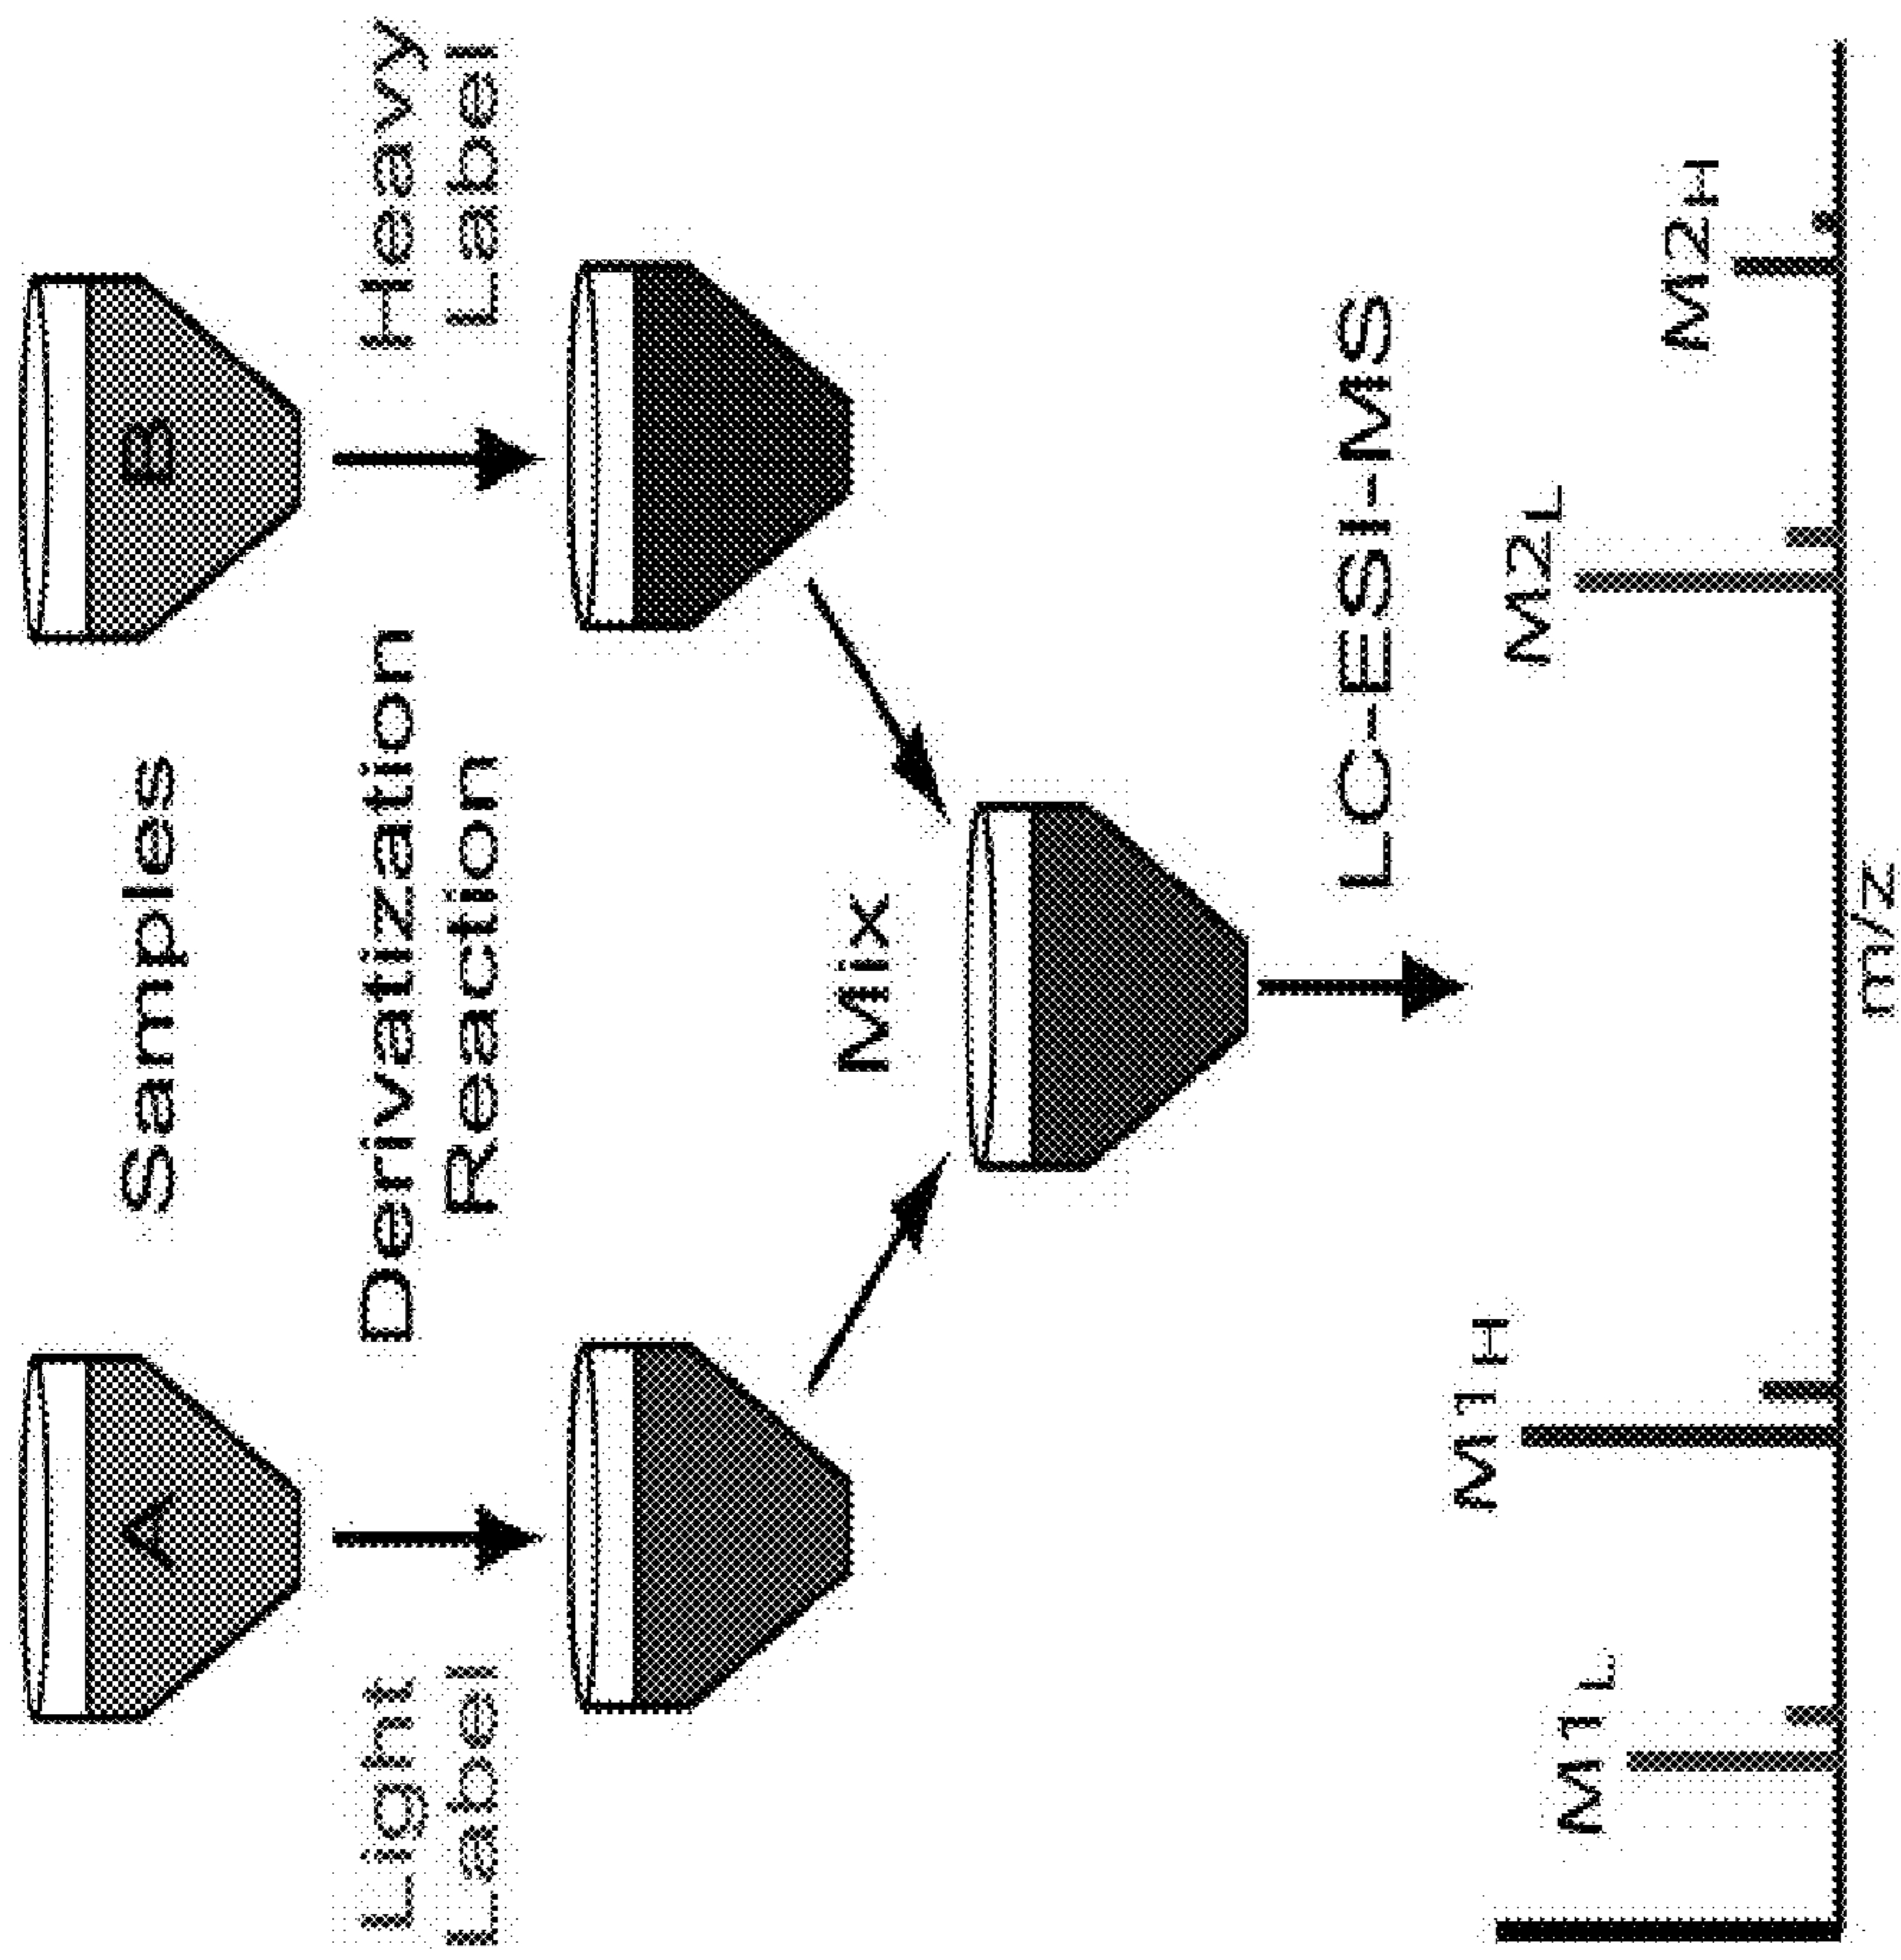 A
Samples
B
Light
Label
Derivatization
Reaction
Heavy
Label
Mix
LC-ESI-MS
M1L
M1H
M2L
M2H
m/z